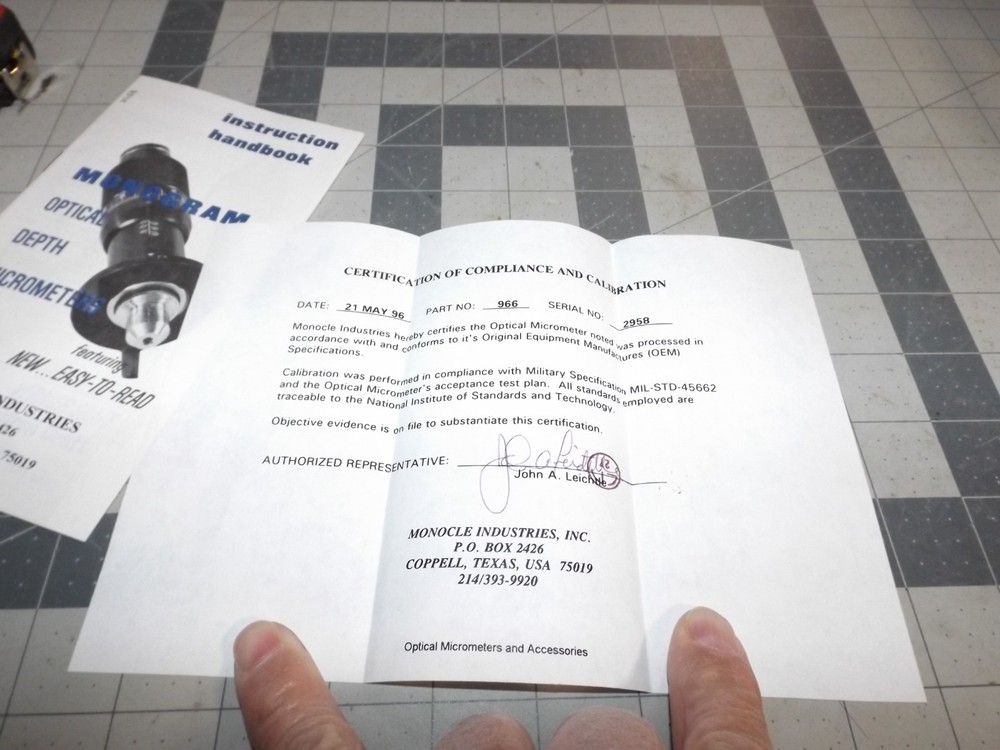 instruction
handbook
MONOGRAM
OPTICAL
DEPTH
ICROMETERS
featuring
NEW...EASY-TO-READ
NDUSTRIES
426
75019
CERTIFICATION OF COMPLIANCE AND CALIBRATION
DATE: 21 MAY 96 PART NO: 966 SERIAL NO: 2958
Monocle Industries hereby certifies the Optical Micrometer noted was processed in
accordance with and conforms to it's Original Equipment Manufactures (OEM)
Specifications.
Calibration was performed in compliance with Military Specification MIL-STD-45662
and the Optical Micrometer's acceptance test plan. All standards employed are
traceable to the National Institute of Standards and Technology.
Objective evidence is on file to substantiate this certification.
AUTHORIZED REPRESENTATIVE:
John A. Leichtle
MONOCLE INDUSTRIES, INC.
P.O. BOX 2426
COPPELL, TEXAS, USA 75019
214/393-9920
Optical Micrometers and Accessories